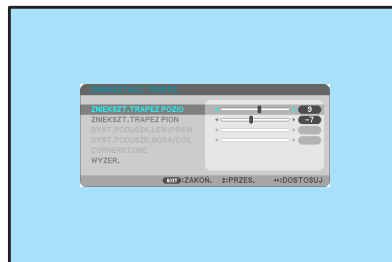 ZNIEKSZT.TRAPEZ POZIO 9
ZNIEKSZT.TRAPEZ PION -7
DYST.PODUSZK.LEW/PRAW
DYST.PODUSZK.GÓRA/DÓŁ
CORNERSTONE
WYZER.
EXIT :ZAKOŃ. ⬍:PRZES. ⬌:DOSTOSUJ